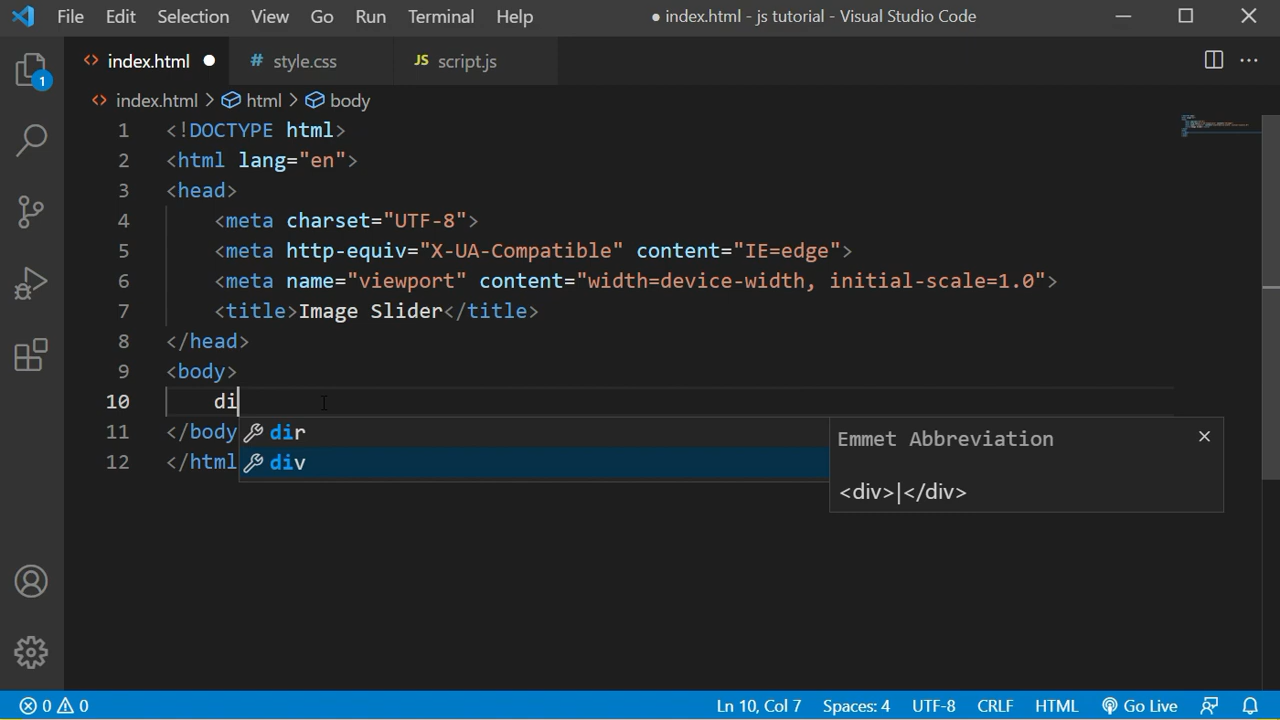 File Edit Selection View Go Run Terminal Help ● index.html - js tutorial - Visual Studio Code
<> index.html ● # style.css JS script.js
1
<> index.html > html > body
1 <!DOCTYPE html>
2 <html lang="en">
3 <head>
4 <meta charset="UTF-8">
5 <meta http-equiv="X-UA-Compatible" content="IE=edge">
6 <meta name="viewport" content="width=device-width, initial-scale=1.0">
7 <title>Image Slider</title>
8 </head>
9 <body>
10 di
11 </body
dir
12 </html
div
Emmet Abbreviation
<div>|</div>
0 0 Ln 10, Col 7 Spaces: 4 UTF-8 CRLF HTML Go Live